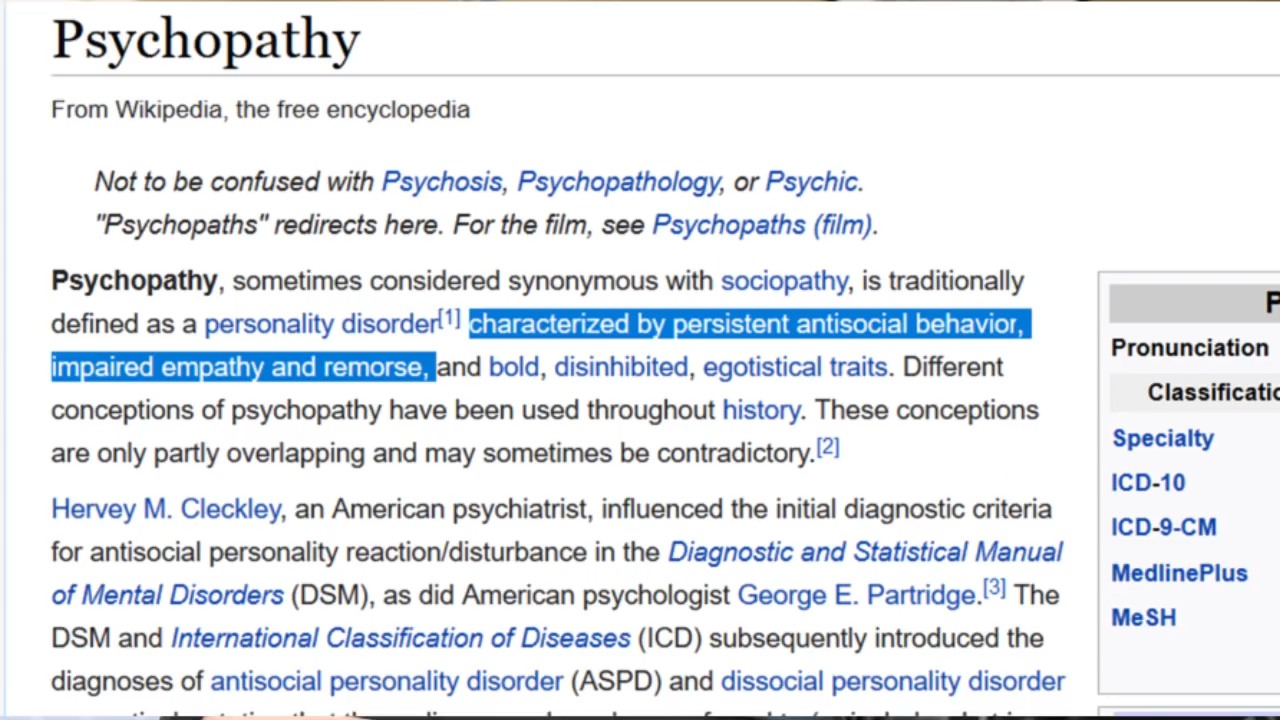 Psychopathy
From Wikipedia, the free encyclopedia
Not to be confused with Psychosis, Psychopathology, or Psychic.
"Psychopaths" redirects here. For the film, see Psychopaths (film).
Psychopathy, sometimes considered synonymous with sociopathy, is traditionally
defined as a personality disorder[1] characterized by persistent antisocial behavior,
impaired empathy and remorse, and bold, disinhibited, egotistical traits. Different
conceptions of psychopathy have been used throughout history. These conceptions
are only partly overlapping and may sometimes be contradictory.[2]
Hervey M. Cleckley, an American psychiatrist, influenced the initial diagnostic criteria
for antisocial personality reaction/disturbance in the Diagnostic and Statistical Manual
of Mental Disorders (DSM), as did American psychologist George E. Partridge.[3] The
DSM and International Classification of Diseases (ICD) subsequently introduced the
diagnoses of antisocial personality disorder (ASPD) and dissocial personality disorder
P
Pronunciation
Classificatio
Specialty
ICD-10
ICD-9-CM
MedlinePlus
MeSH